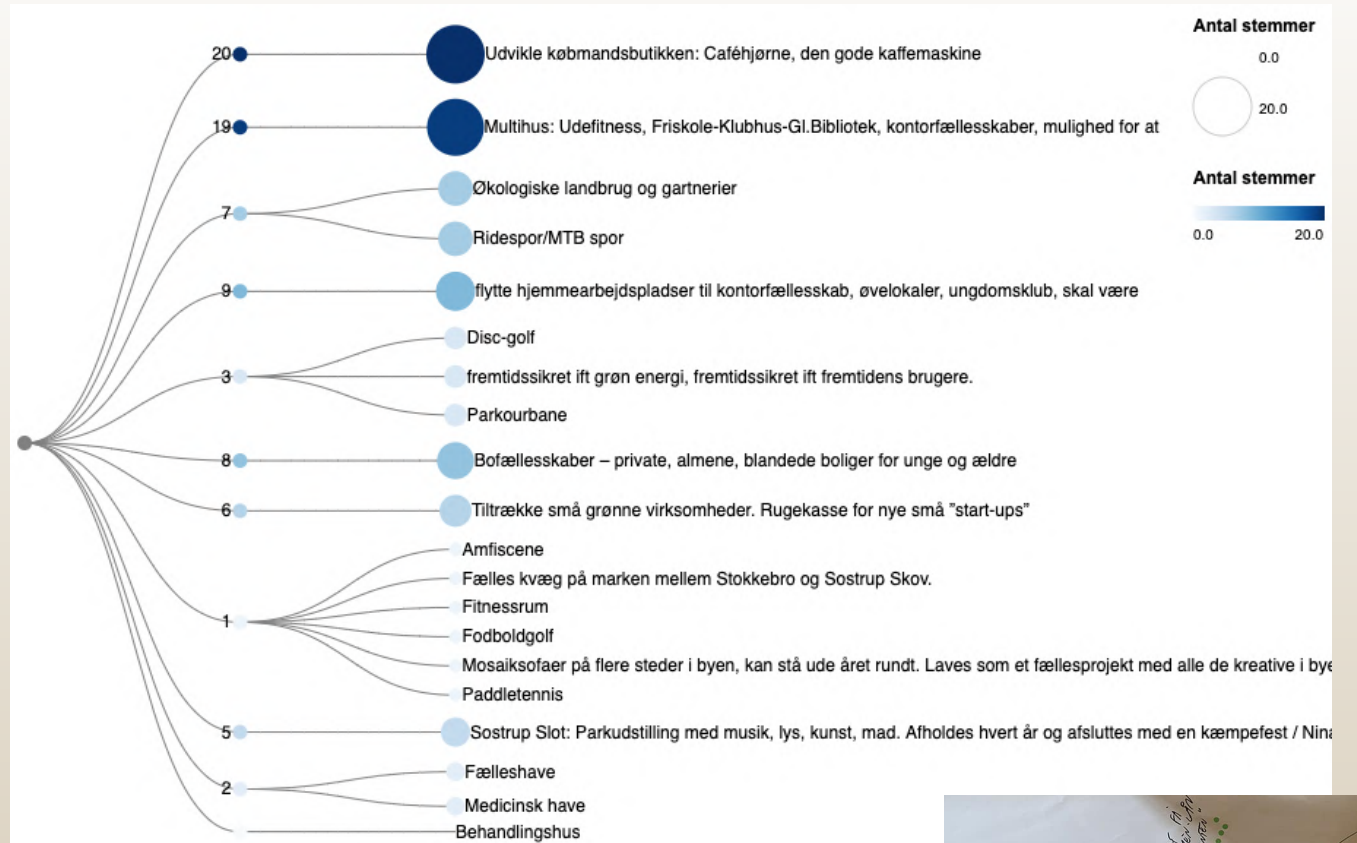 20
Udvikle købmandsbutikken: Caféhjørne, den gode kaffemaskine
19
Multihus: Udefitness, Friskole-Klubhus-Gl.Bibliotek, kontorfællesskaber, mulighed for at
7
Økologiske landbrug og gartnerier
Ridespor/MTB spor
9
flytte hjemmearbejdspladser til kontorfællesskab, øvelokaler, ungdomsklub, skal være
3
Disc-golf
fremtidssikret ift grøn energi, fremtidssikret ift fremtidens brugere.
Parkourbane
8
Bofællesskaber – private, almene, blandede boliger for unge og ældre
6
Tiltrække små grønne virksomheder. Rugekasse for nye små ”start-ups”
1
Amfiscene
Fælles kvæg på marken mellem Stokkebro og Sostrup Skov.
Fitnessrum
Fodboldgolf
Mosaiksofaer på flere steder i byen, kan stå ude året rundt. Laves som et fællesprojekt med alle de kreative i bye
Paddletennis
5
Sostrup Slot: Parkudstilling med musik, lys, kunst, mad. Afholdes hvert år og afsluttes med en kæmpefest / Nina
2
Fælleshave
Medicinsk have
Behandlingshus
Antal stemmer
0.0
20.0
Antal stemmer
0.0 20.0